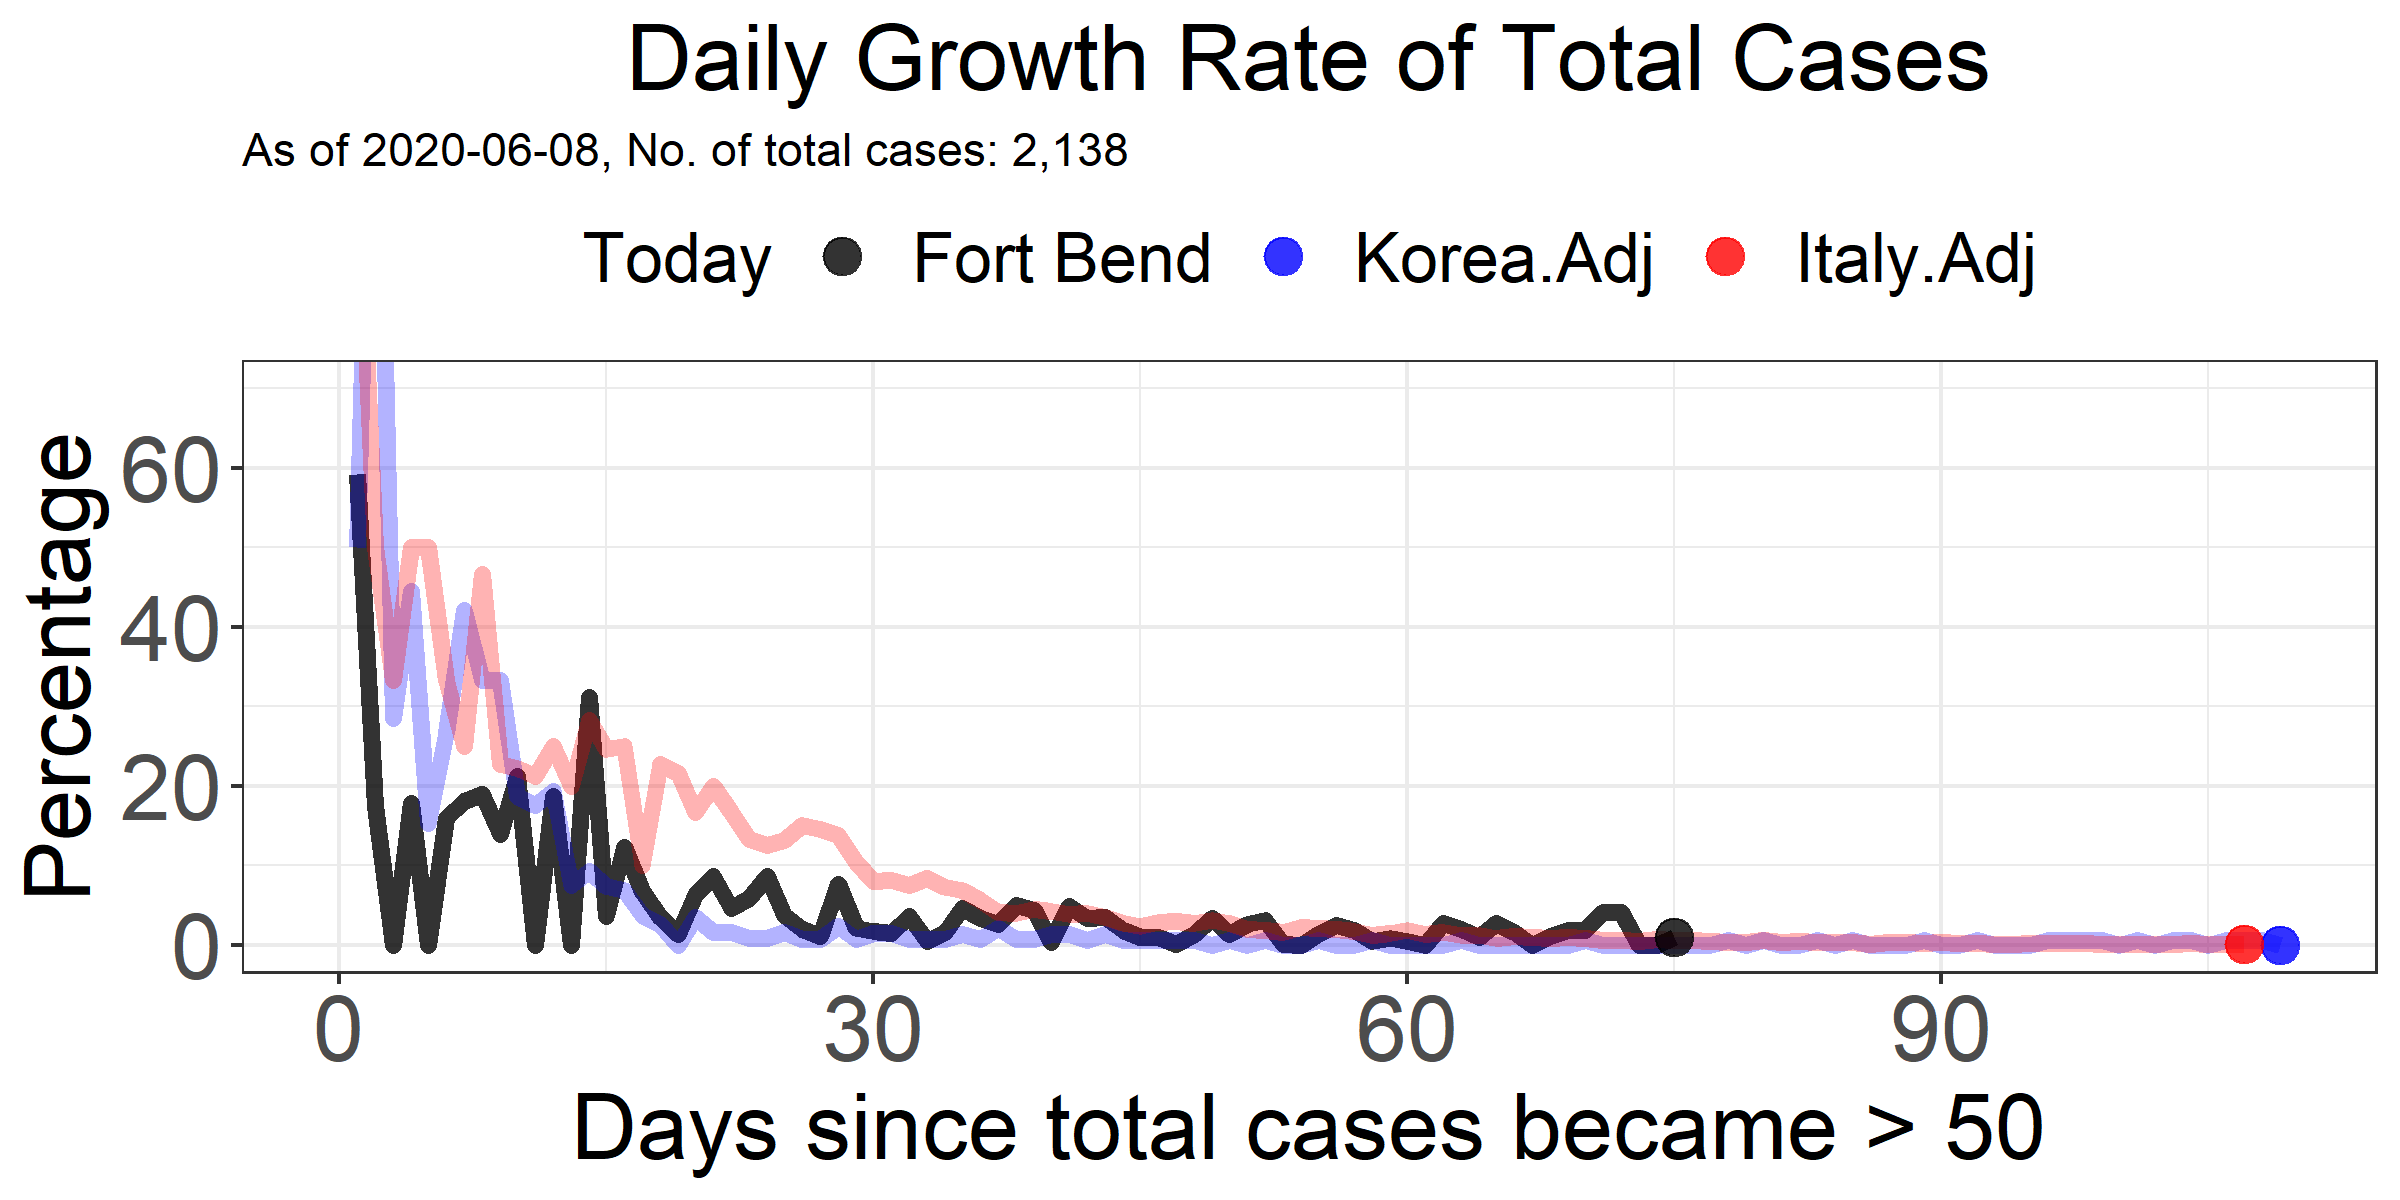 Daily Growth Rate of Total Cases
As of 2020-06-08, No. of total cases: 2,138
Today Fort Bend Korea.Adj Italy.Adj
Percentage
60
40
20
0
0 30 60 90
Days since total cases became > 50